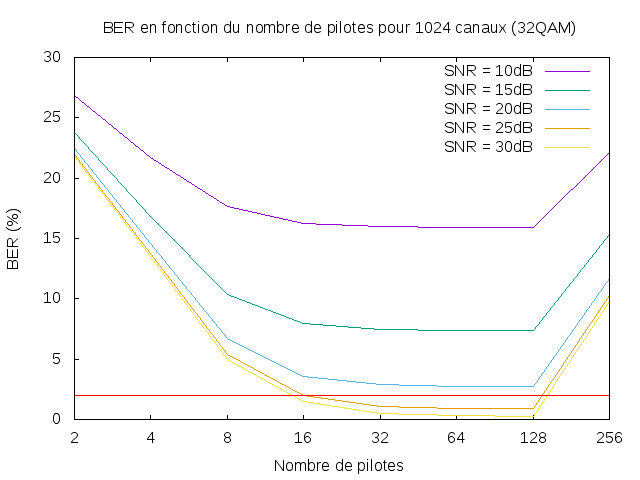 BER en fonction du nombre de pilotes pour 1024 canaux (32QAM)
30
25
20
15
10
5
0
BER (%)
SNR = 10dB
SNR = 15dB
SNR = 20dB
SNR = 25dB
SNR = 30dB
2 4 8 16 32 64 128 256
Nombre de pilotes